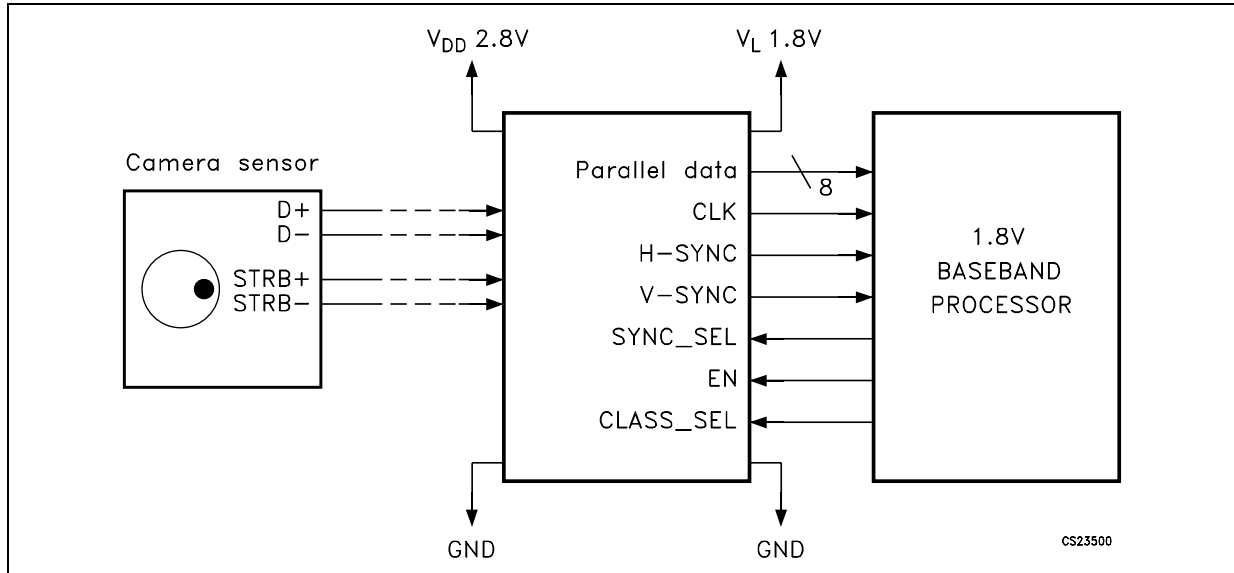 V_DD 2.8V
V_L 1.8V
Camera sensor
D+
D-
STRB+
STRB-
Parallel data
8
CLK
H-SYNC
V-SYNC
SYNC_SEL
EN
CLASS_SEL
1.8V
BASEBAND
PROCESSOR
GND
GND
CS23500